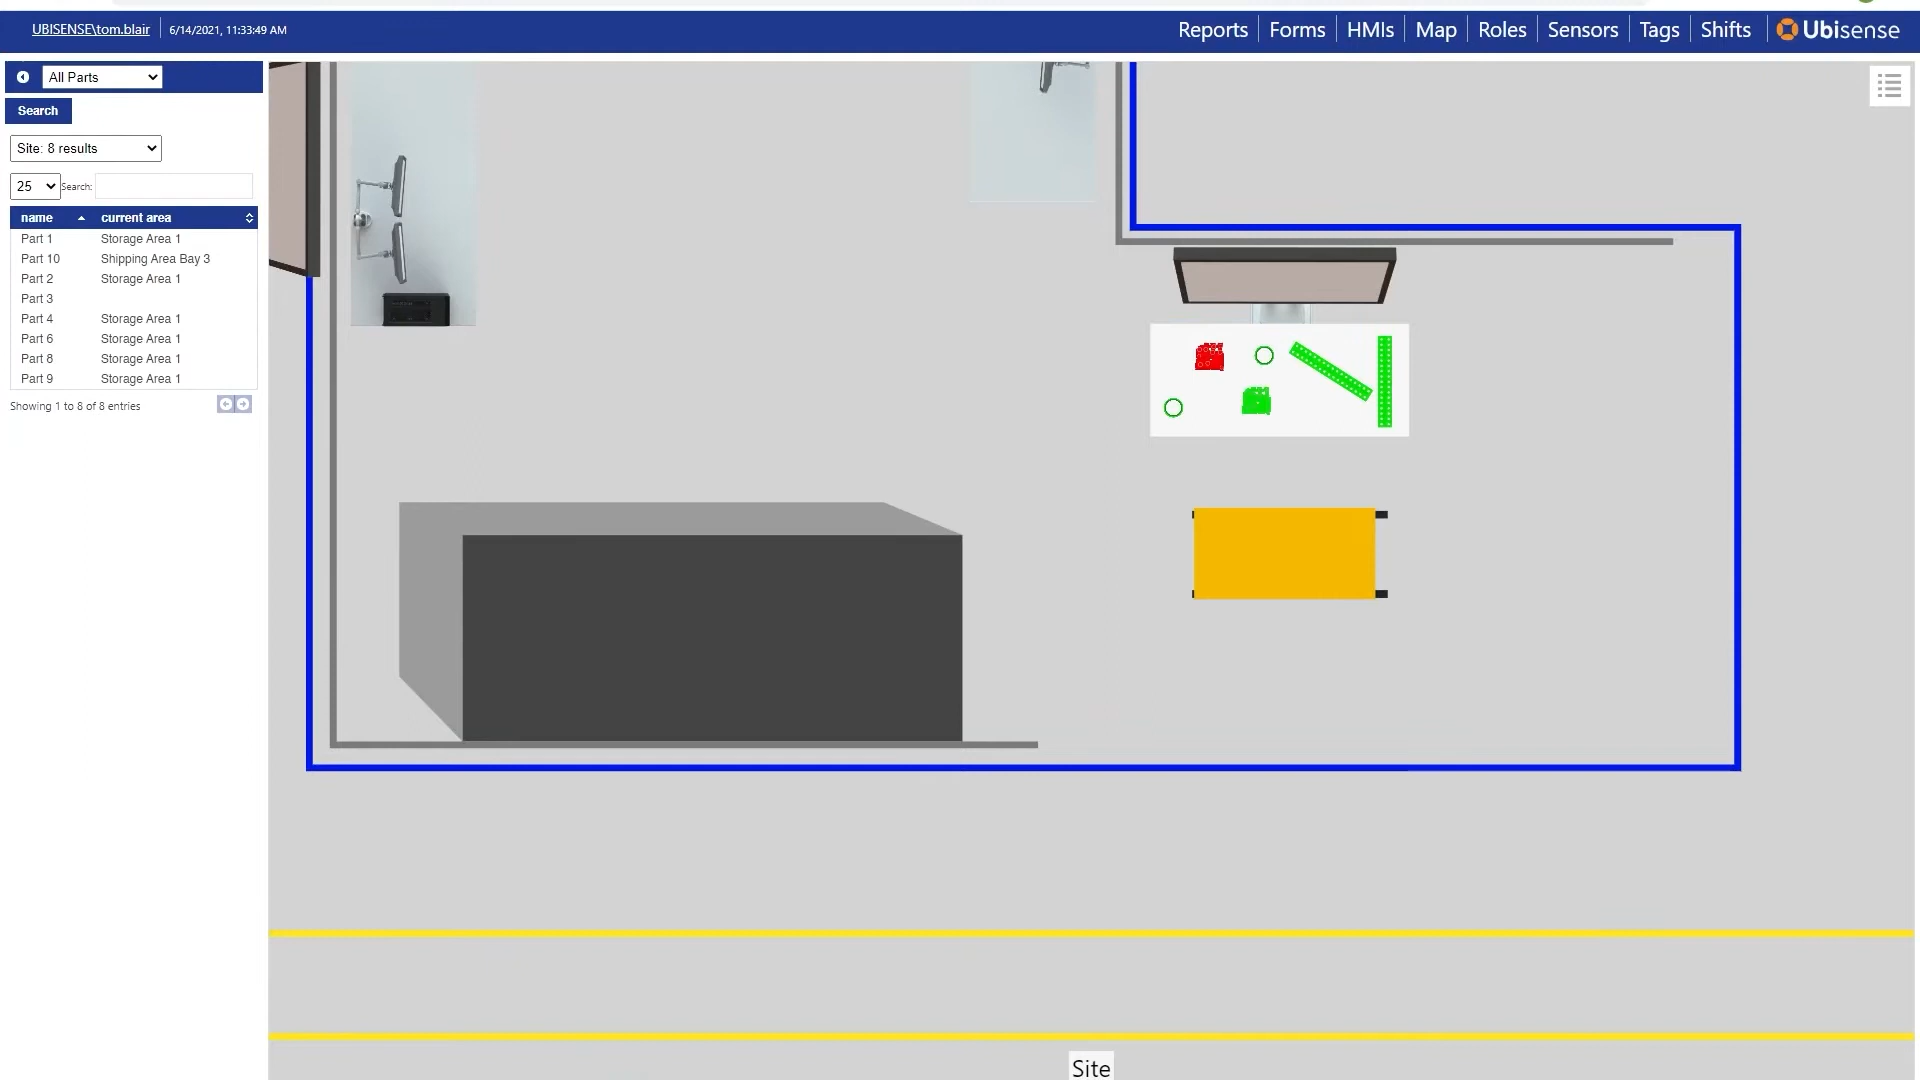 UBISENSE\tom.blair 6/14/2021, 11:33:49 AM Reports Forms HMIs Map Roles Sensors Tags Shifts Ubisense
All Parts
Search
Site: 8 results
25 Search:
name current area
Part 1 Storage Area 1
Part 10 Shipping Area Bay 3
Part 2 Storage Area 1
Part 3
Part 4 Storage Area 1
Part 6 Storage Area 1
Part 8 Storage Area 1
Part 9 Storage Area 1
Showing 1 to 8 of 8 entries
Site